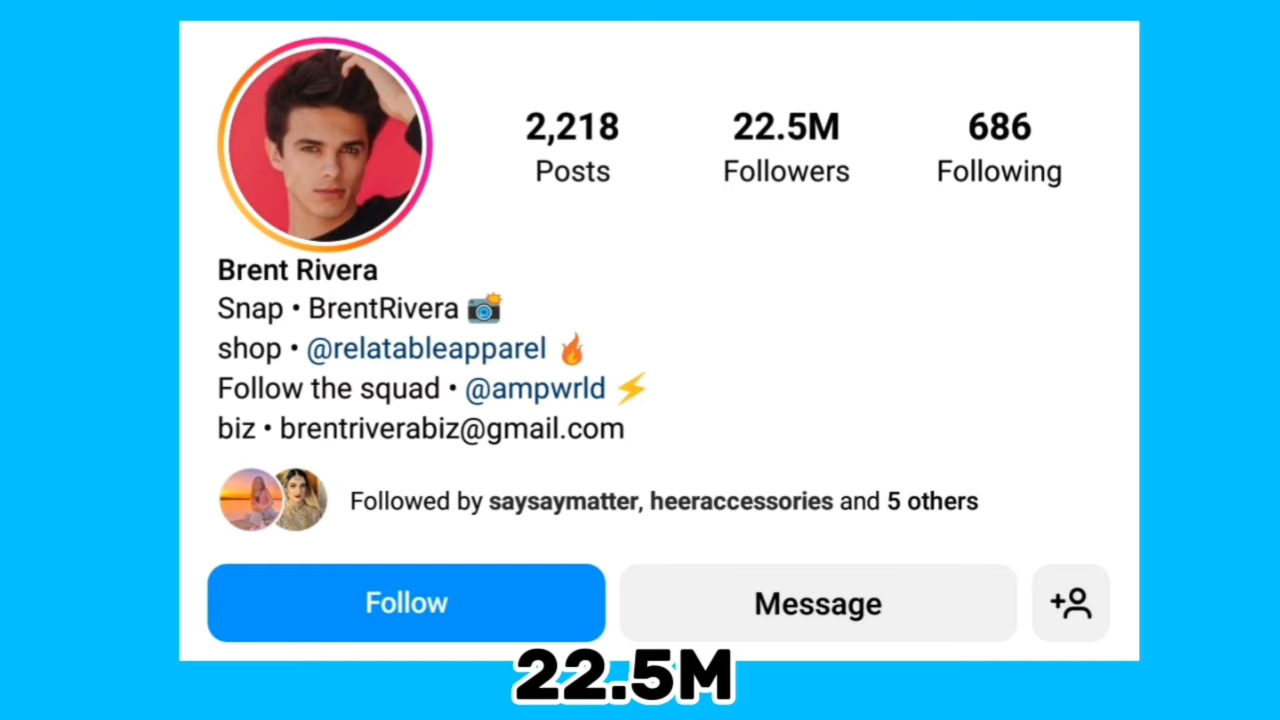 2,218 22.5M 686
Posts Followers Following
Brent Rivera
Snap • BrentRivera 📸
shop • @relatableapparel 🔥
Follow the squad • @ampwrld ⚡
biz • brentriverabiz@gmail.com
Followed by saysaymatter, heeraccessories and 5 others
Follow Message
22.5M